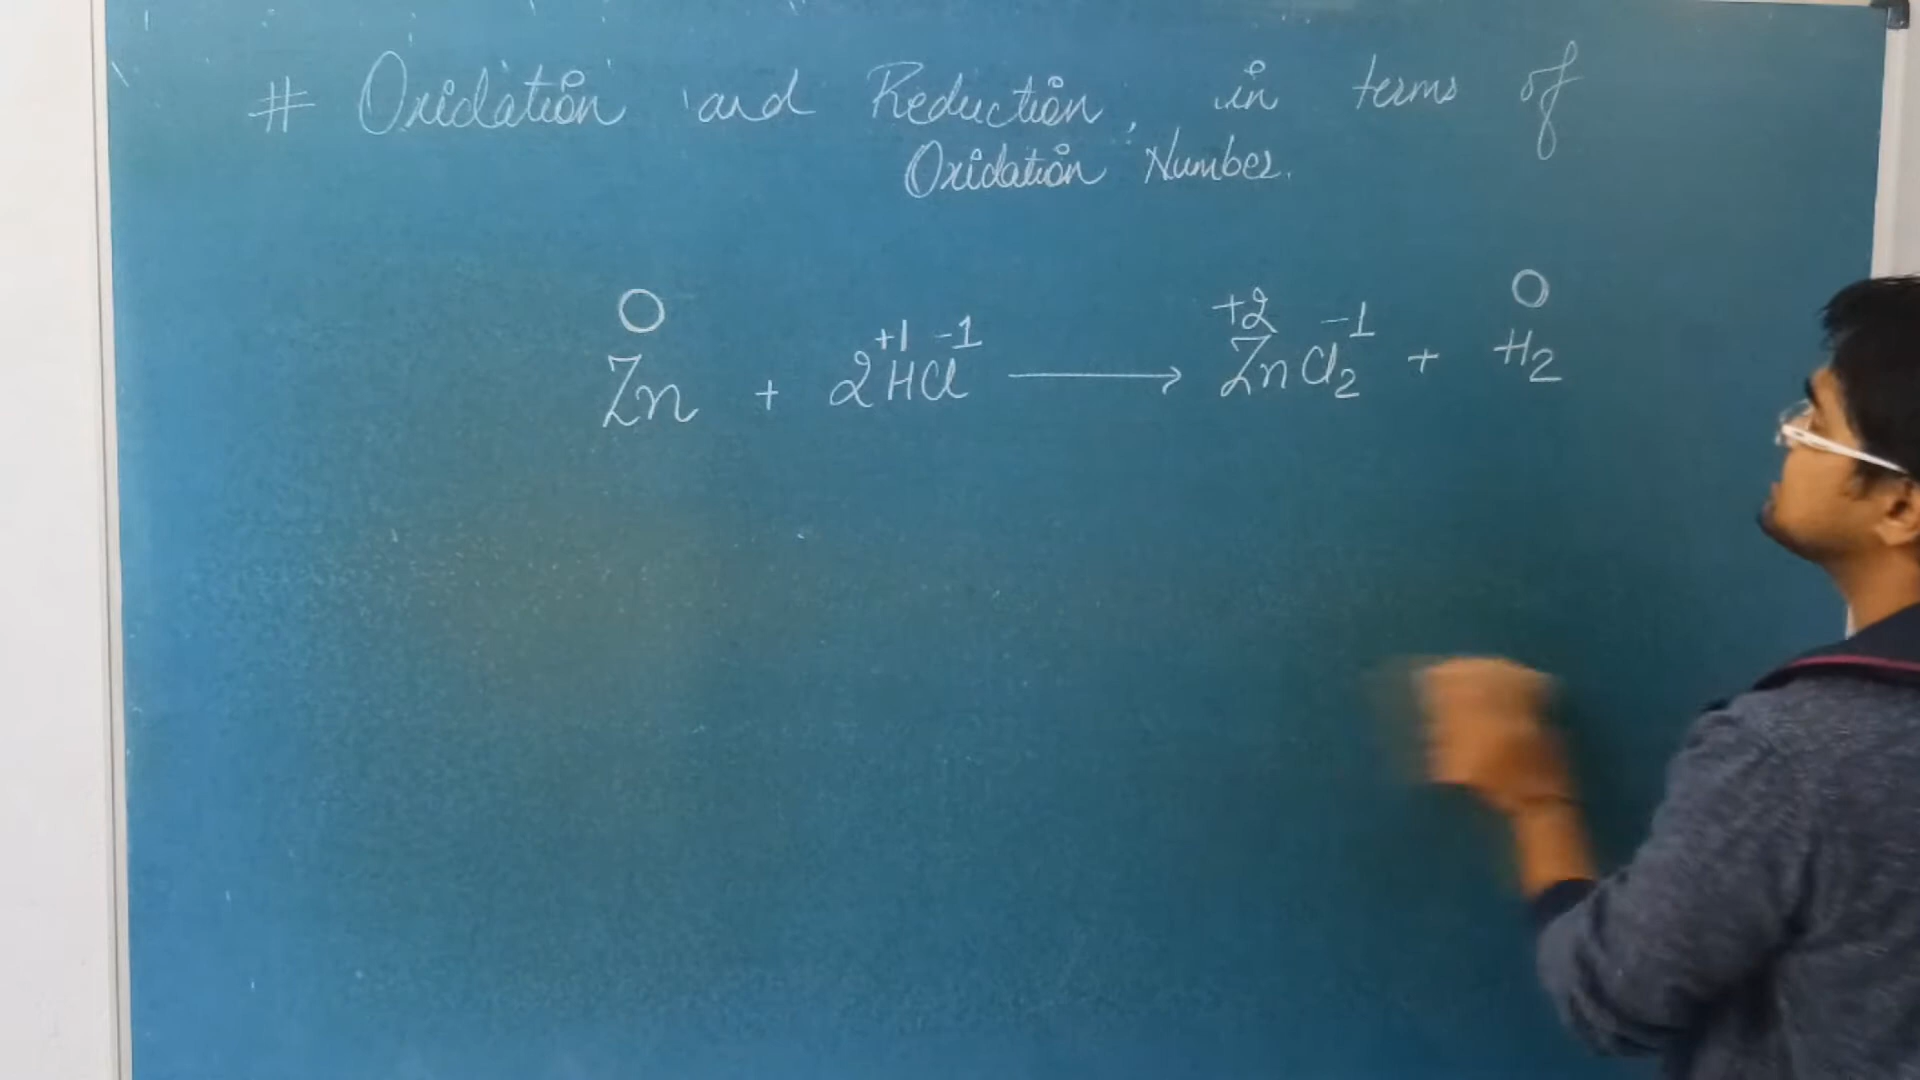 # Oxidation and Reduction, in terms of
Oxidation Number.
0 +1 -1 +2 -1 0
Zn + 2HCl ⟶ ZnCl₂ + H₂